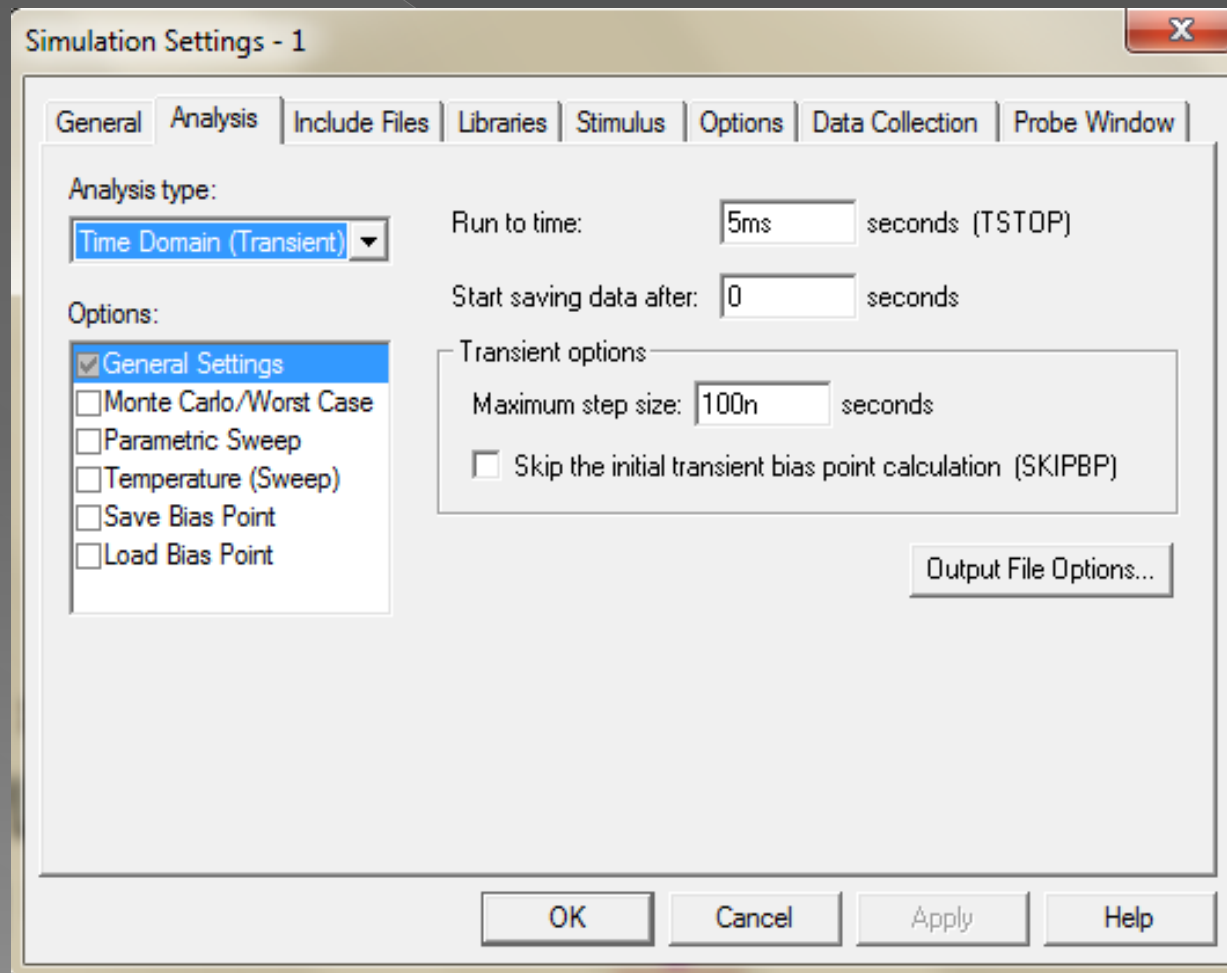 Simulation Settings - 1
General Analysis Include Files Libraries Stimulus Options Data Collection Probe Window
Analysis type:
Time Domain (Transient)
Options:
General Settings
Monte Carlo/Worst Case
Parametric Sweep
Temperature (Sweep)
Save Bias Point
Load Bias Point
Run to time: 5ms seconds (TSTOP)
Start saving data after: 0 seconds
Transient options
Maximum step size: 100n seconds
Skip the initial transient bias point calculation (SKIPBP)
Output File Options...
OK Cancel Apply Help